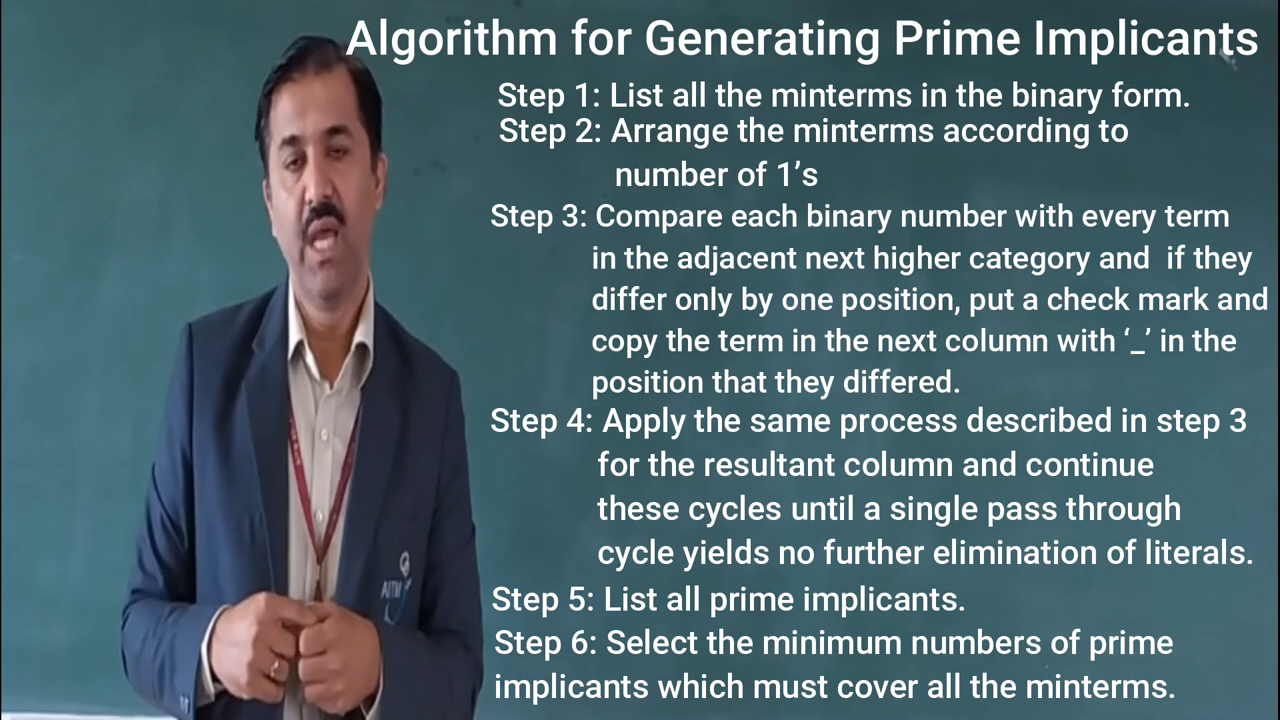 Algorithm for Generating Prime Implicants
Step 1: List all the minterms in the binary form.
Step 2: Arrange the minterms according to
number of 1’s
Step 3: Compare each binary number with every term
in the adjacent next higher category and if they
differ only by one position, put a check mark and
copy the term in the next column with ‘_’ in the
position that they differed.
Step 4: Apply the same process described in step 3
for the resultant column and continue
these cycles until a single pass through
cycle yields no further elimination of literals.
Step 5: List all prime implicants.
Step 6: Select the minimum numbers of prime
implicants which must cover all the minterms.
AITM